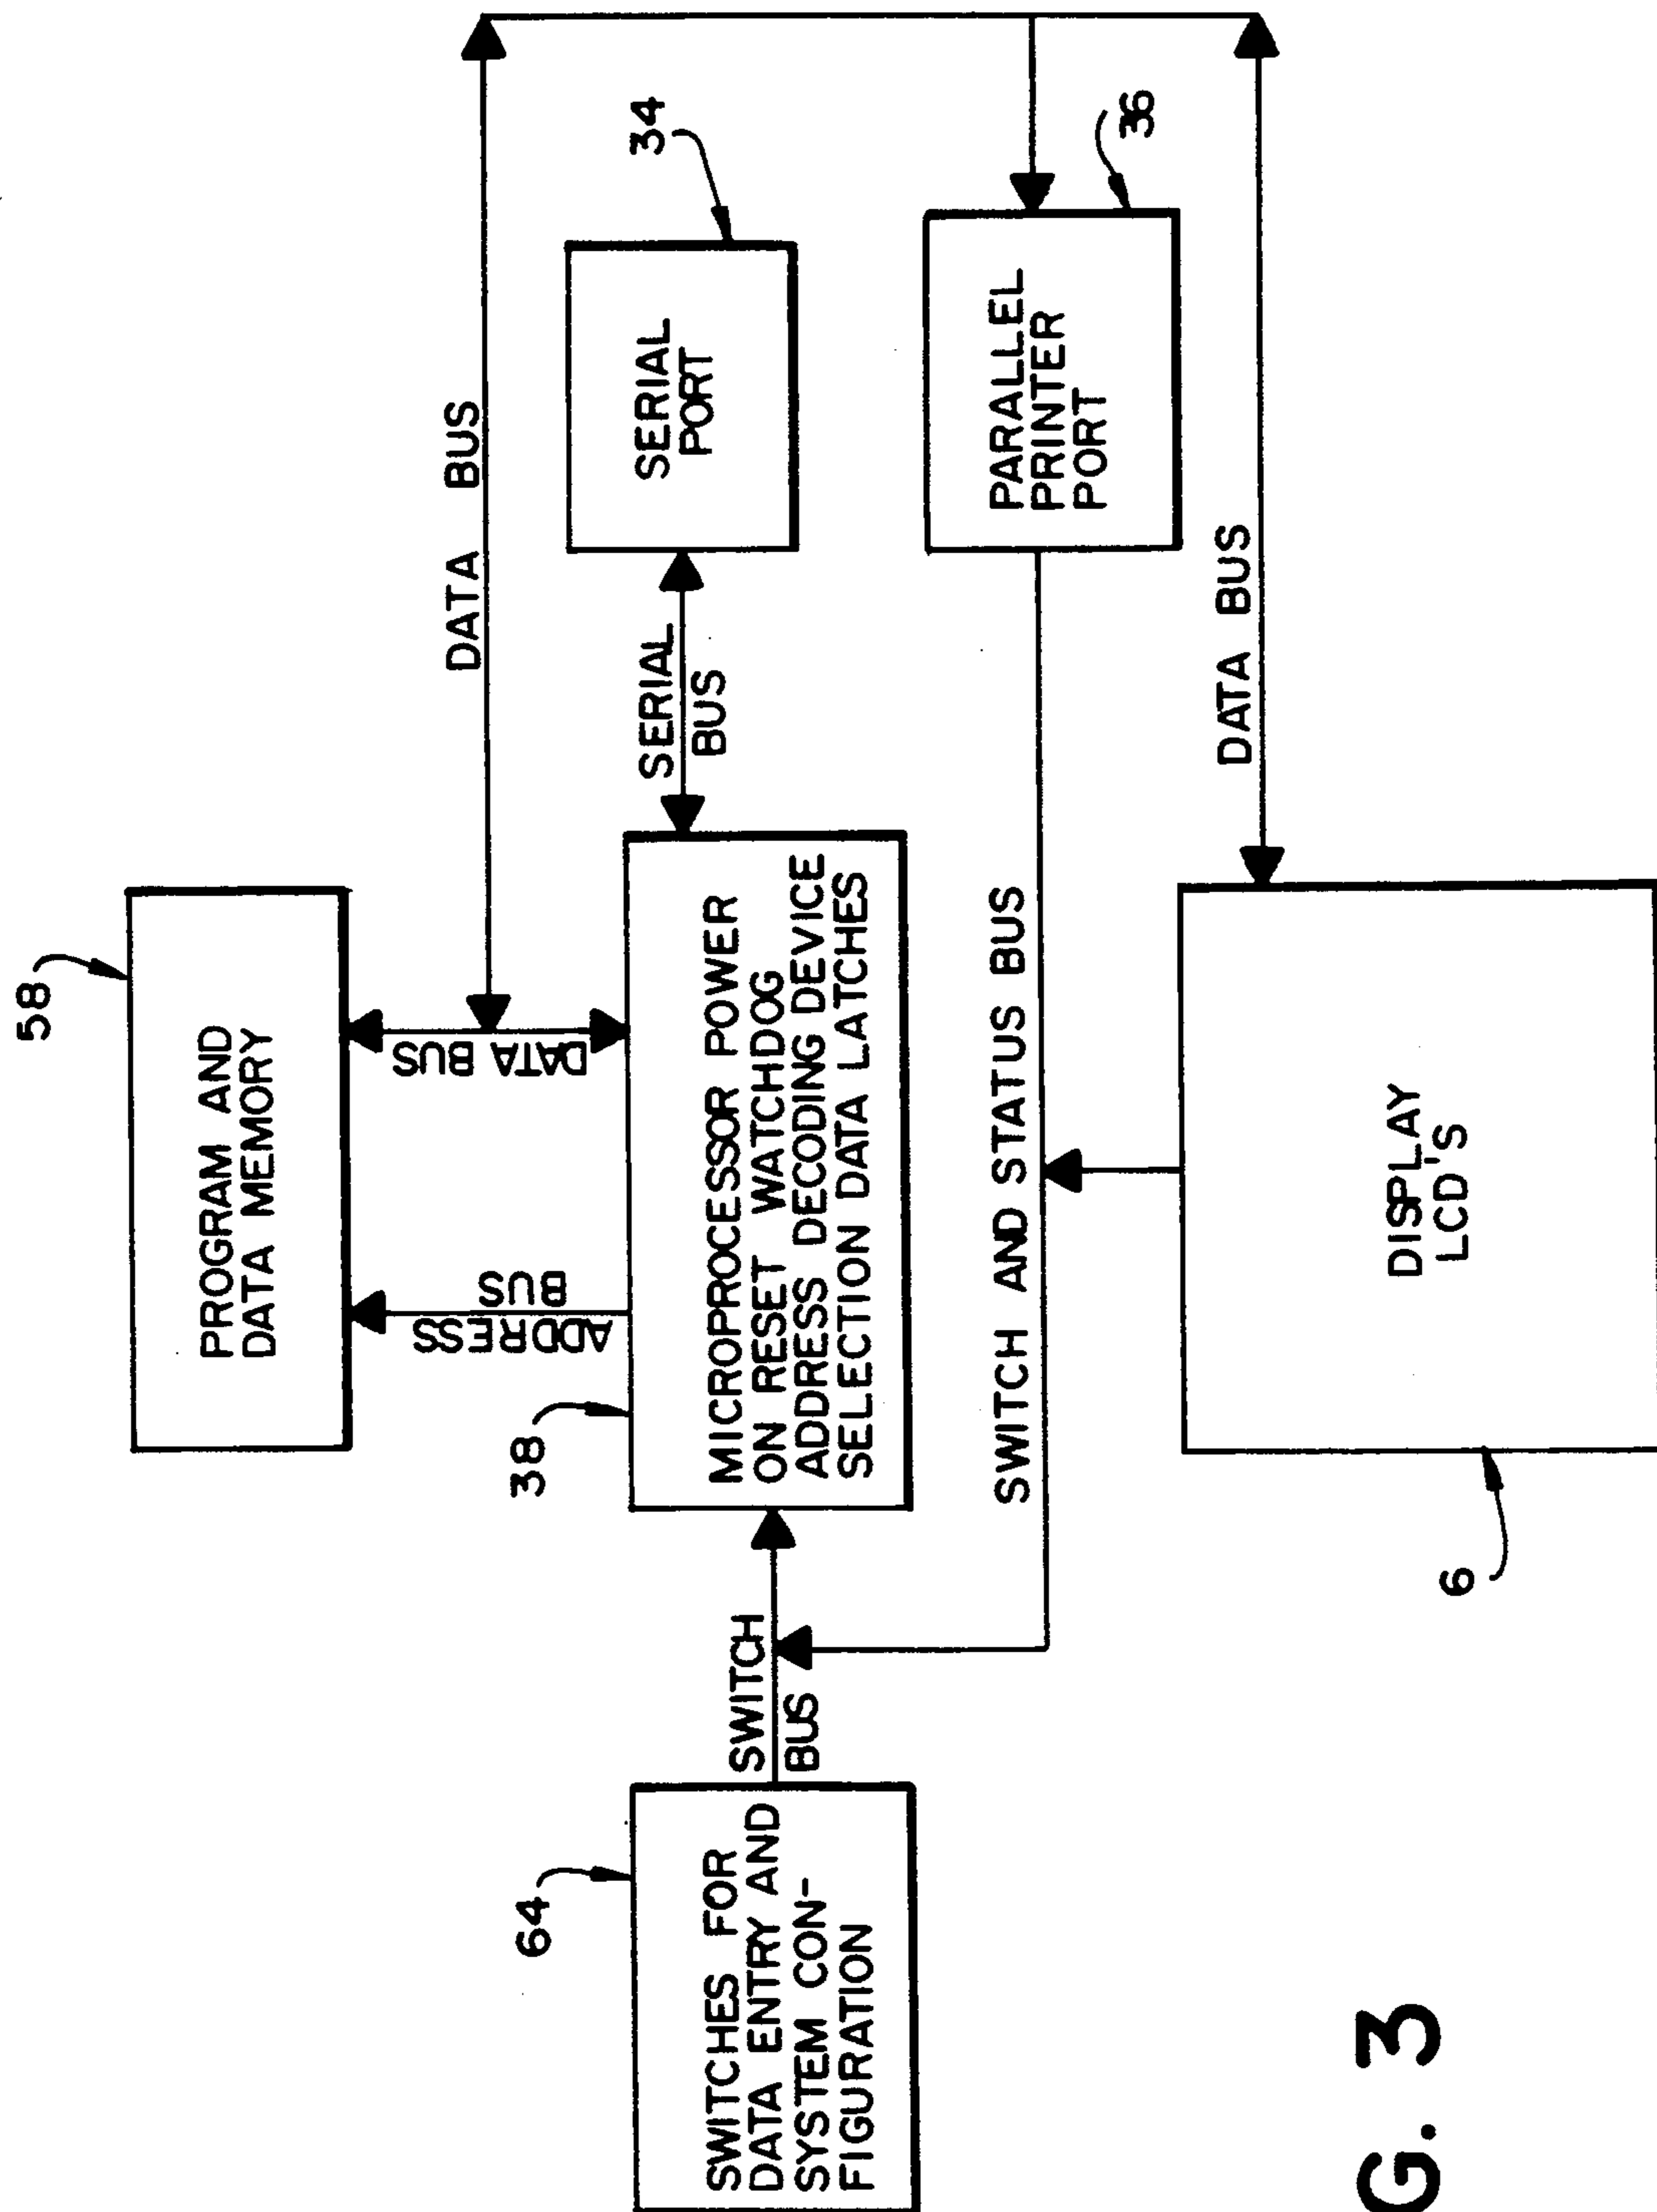 58
PROGRAM AND
DATA MEMORY
ADDRESS
BUS
DATA BUS
DATA BUS
64
SWITCHES FOR
DATA ENTRY AND
SYSTEM CON-
FIGURATION
SWITCH
BUS
38
MICROPROCESSOR POWER
ON RESET WATCHDOG
ADDRESS DECODING DEVICE
SELECTION DATA LATCHES
SERIAL
BUS
34
SERIAL
PORT
SWITCH AND STATUS BUS
36
PARALLEL
PRINTER
PORT
DATA BUS
6
DISPLAY
LCD'S
G. 3